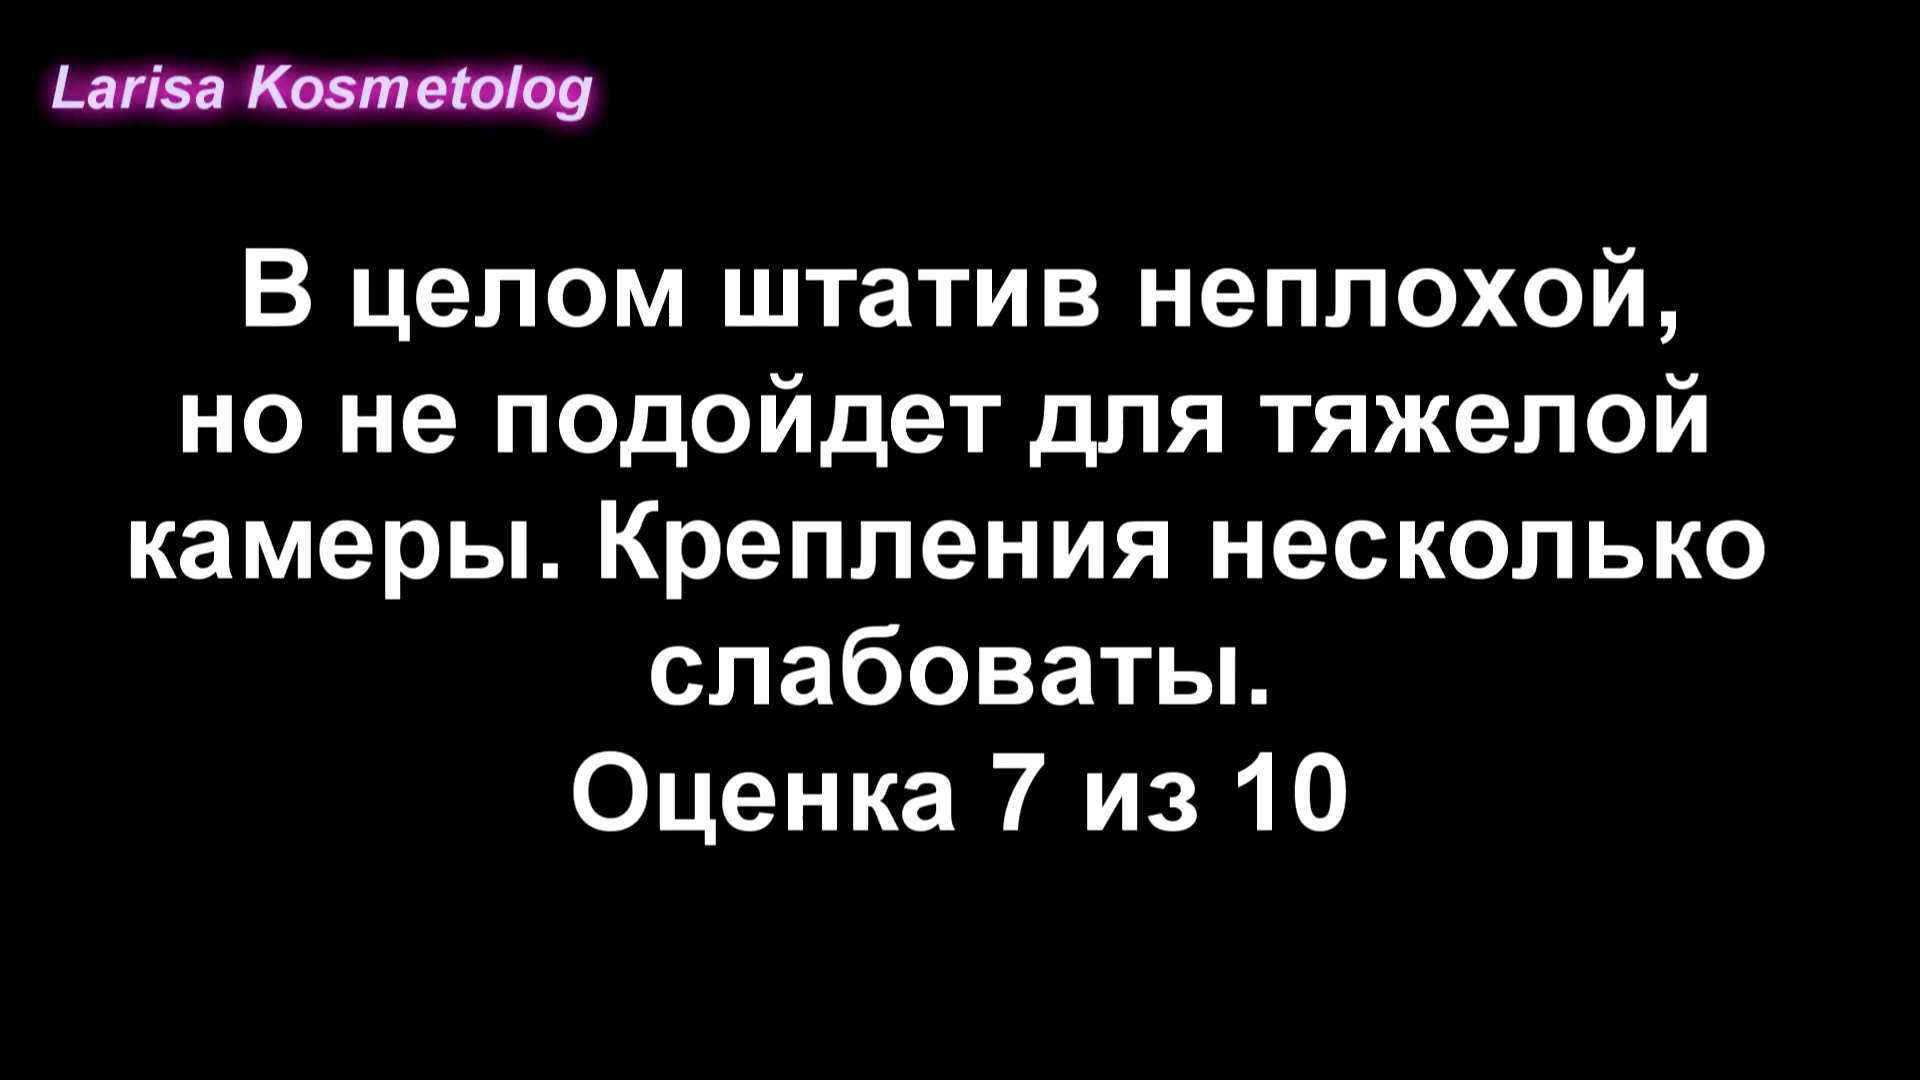 Larisa Kosmetolog
В целом штатив неплохой,
но не подойдет для тяжелой
камеры. Крепления несколько
слабоваты.
Оценка 7 из 10